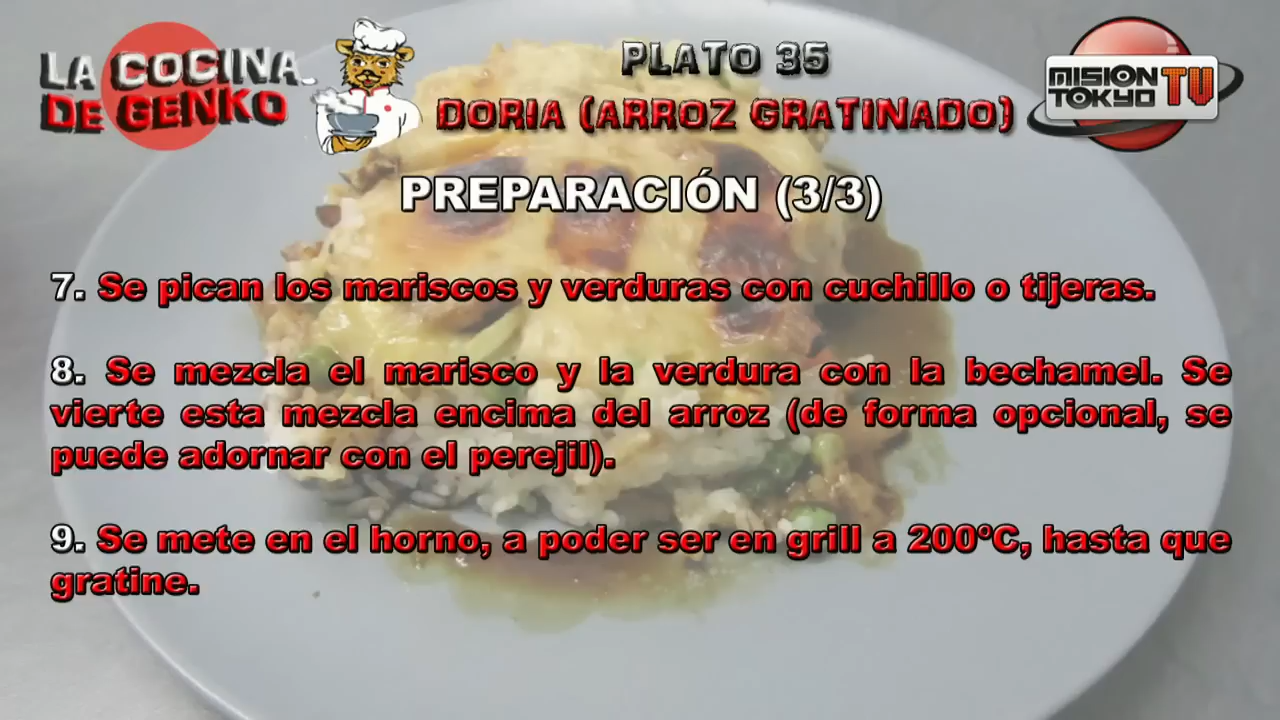 LA COCINA
DE GENKO
PLATO 35
DORIA (ARROZ GRATINADO)
MISION
TOKYO TV
PREPARACIÓN (3/3)
7. Se pican los mariscos y verduras con cuchillo o tijeras.
8. Se mezcla el marisco y la verdura con la bechamel. Se
vierte esta mezcla encima del arroz (de forma opcional, se
puede adornar con el perejil).
9. Se mete en el horno, a poder ser en grill a 200ºC, hasta que
gratine.